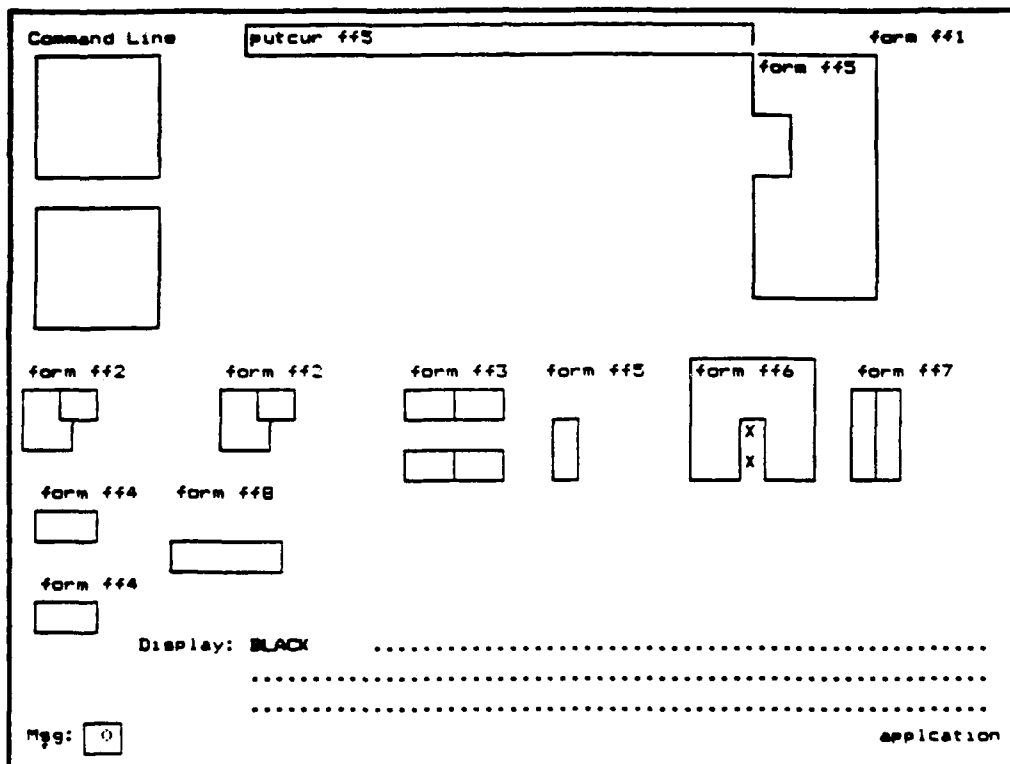 Command Line putcur ff5 form ff1
form ff5
form ff2 form ff2 form ff3 form ff5 form ff6 form ff7
X
X
form ff4 form ff8
form ff4
Display: BLACK ........................................
................................................
................................................
Msg: 0 applcation